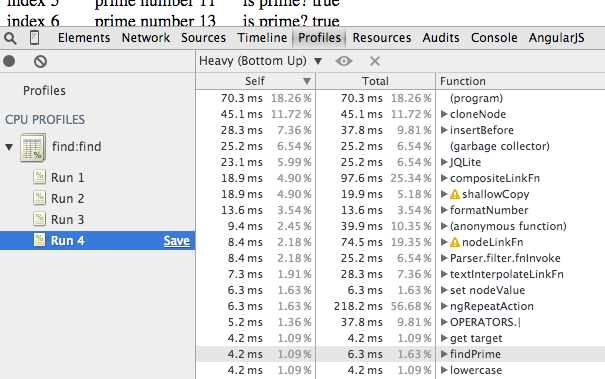 index 5 prime number 11 is prime? true
index 6 prime number 13 is prime? true
Elements Network Sources Timeline Profiles Resources Audits Console AngularJS
Heavy (Bottom Up) ▼
Profiles
CPU PROFILES
find:find
Run 1
Run 2
Run 3
Run 4 Save
Self Total Function
70.3 ms 18.26 % 70.3 ms 18.26 % (program)
45.1 ms 11.72 % 45.1 ms 11.72 % cloneNode
28.3 ms 7.36 % 37.8 ms 9.81 % insertBefore
25.2 ms 6.54 % 25.2 ms 6.54 % (garbage collector)
23.1 ms 5.99 % 25.2 ms 6.54 % JQLite
18.9 ms 4.90 % 97.6 ms 25.34 % compositeLinkFn
18.9 ms 4.90 % 19.9 ms 5.18 % shallowCopy
13.6 ms 3.54 % 13.6 ms 3.54 % formatNumber
9.4 ms 2.45 % 39.9 ms 10.35 % (anonymous function)
8.4 ms 2.18 % 74.5 ms 19.35 % nodeLinkFn
8.4 ms 2.18 % 25.2 ms 6.54 % Parser.filter.fnInvoke
7.3 ms 1.91 % 28.3 ms 7.36 % textInterpolateLinkFn
6.3 ms 1.63 % 6.3 ms 1.63 % set nodeValue
6.3 ms 1.63 % 218.2 ms 56.68 % ngRepeatAction
5.2 ms 1.36 % 37.8 ms 9.81 % OPERATORS.|
4.2 ms 1.09 % 4.2 ms 1.09 % get target
4.2 ms 1.09 % 6.3 ms 1.63 % findPrime
4.2 ms 1.09 % 4.2 ms 1.09 % lowercase